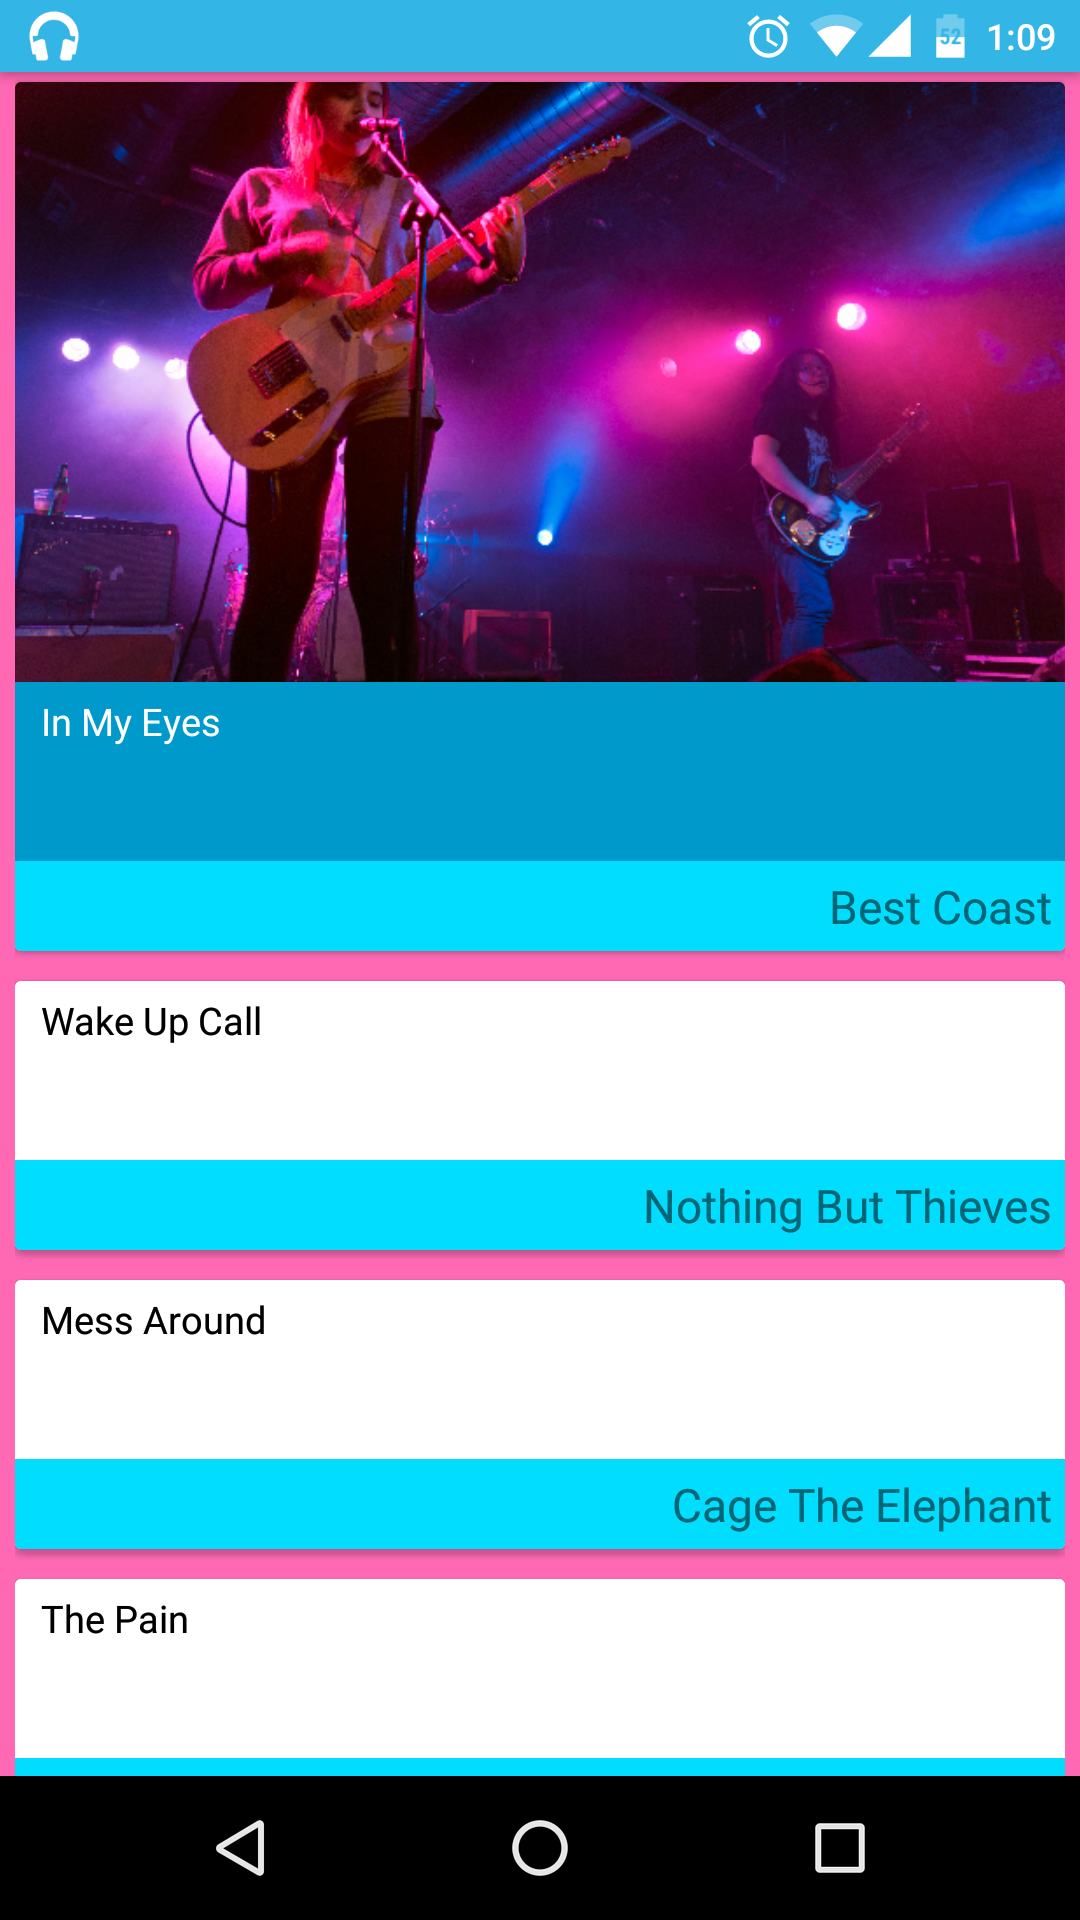 52 1:09
In My Eyes
Best Coast
Wake Up Call
Nothing But Thieves
Mess Around
Cage The Elephant
The Pain